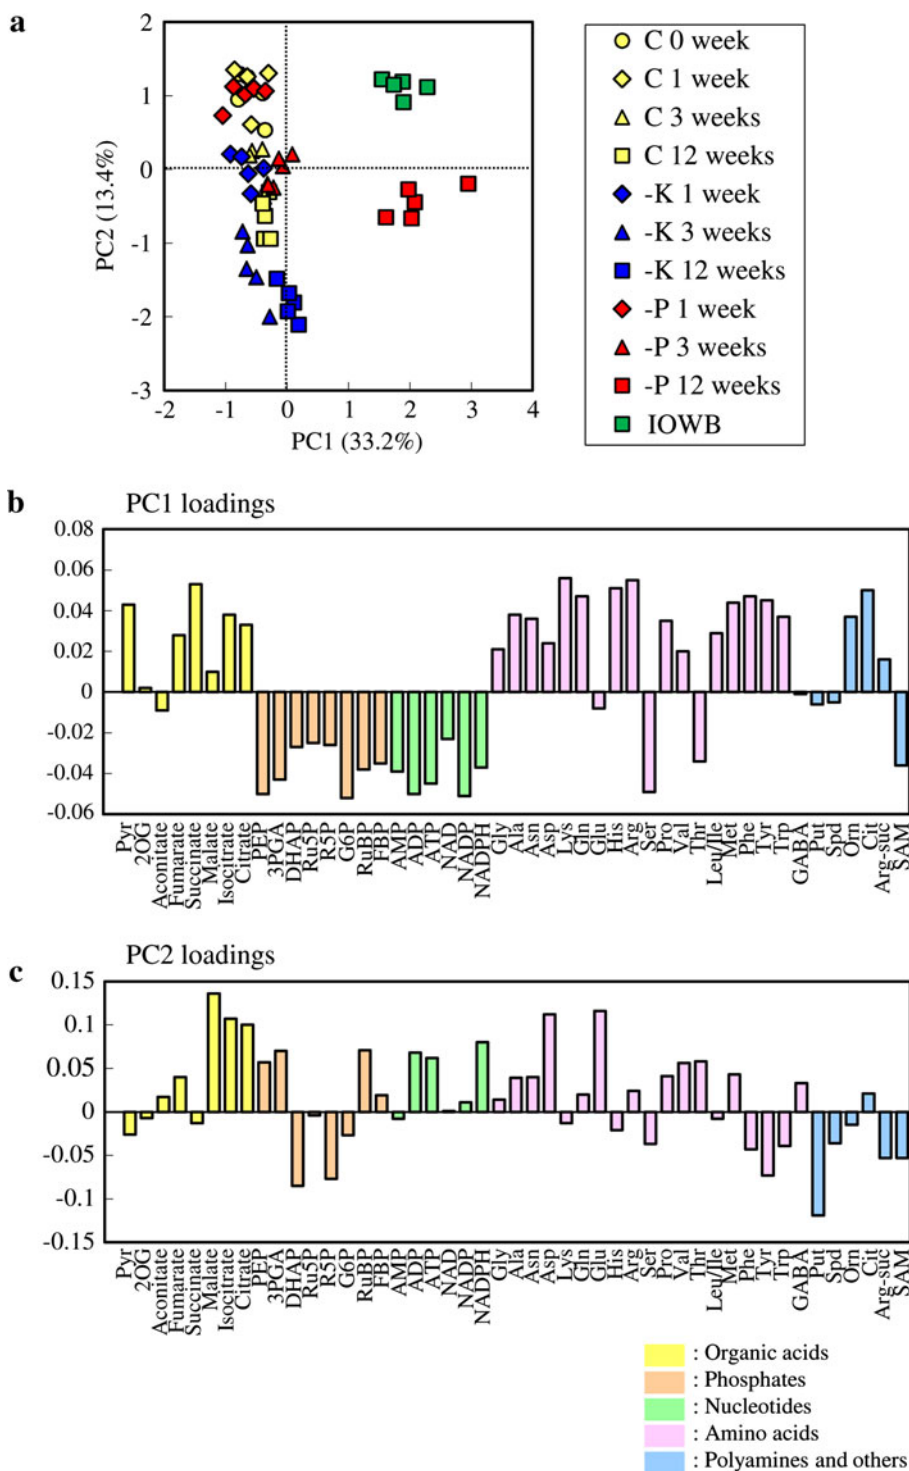 a
2
1
0
-1
-2
-3
PC2 (13.4%)
-2 -1 0 1 2 3 4
PC1 (33.2%)
C 0 week
C 1 week
C 3 weeks
C 12 weeks
-K 1 week
-K 3 weeks
-K 12 weeks
-P 1 week
-P 3 weeks
-P 12 weeks
IOWB
b
PC1 loadings
0.08
0.06
0.04
0.02
0
-0.02
-0.04
-0.06
Pyr
2OG
Aconitate
Fumarate
Succinate
Malate
Isocitrate
Citrate
PEP
3PGA
DHAP
Ru5P
R5P
G6P
RuBP
FBP
AMP
ADP
ATP
NAD
NADP
NADPH
Gly
Ala
Asn
Asp
Lys
Gln
Glu
His
Arg
Ser
Pro
Val
Thr
Leu/Ile
Met
Phe
Tyr
Trp
GABA
Put
Spd
Orn
Cit
Arg-suc
SAM
c
PC2 loadings
0.15
0.1
0.05
0
-0.05
-0.1
-0.15
Pyr
2OG
Aconitate
Fumarate
Succinate
Malate
Isocitrate
Citrate
PEP
3PGA
DHAP
Ru5P
R5P
G6P
RuBP
FBP
AMP
ADP
ATP
NAD
NADP
NADPH
Gly
Ala
Asn
Asp
Lys
Gln
Glu
His
Arg
Ser
Pro
Val
Thr
Leu/Ile
Met
Phe
Tyr
Trp
GABA
Put
Spd
Orn
Cit
Arg-suc
SAM
: Organic acids
: Phosphates
: Nucleotides
: Amino acids
: Polyamines and others